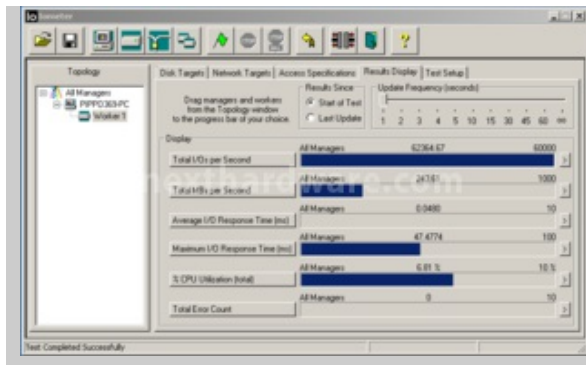 Iometer
Topology
All Managers
PIPPO369-PC
Worker 1
Disk Targets | Network Targets | Access Specifications | Results Display | Test Setup
Drag managers and workers
from the Topology window
to the progress bar of your choice.
Results Since
Start of Test
Last Update
Update Frequency (seconds)
1 2 3 4 5 10 15 30 45 60 ∞
Display
All Managers 62364.67 60000
Total I/Os per Second
All Managers 243.61 1000
Total MBs per Second
nexthardware.com
All Managers 0.0480 10
Average I/O Response Time (ms)
All Managers 47.4774 100
Maximum I/O Response Time (ms)
All Managers 6.81 % 10 %
% CPU Utilization (total)
All Managers 0 10
Total Error Count
Test Completed Successfully